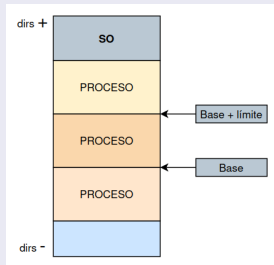 dirs +
SO
PROCESO
Base + límite
PROCESO
Base
PROCESO
dirs -